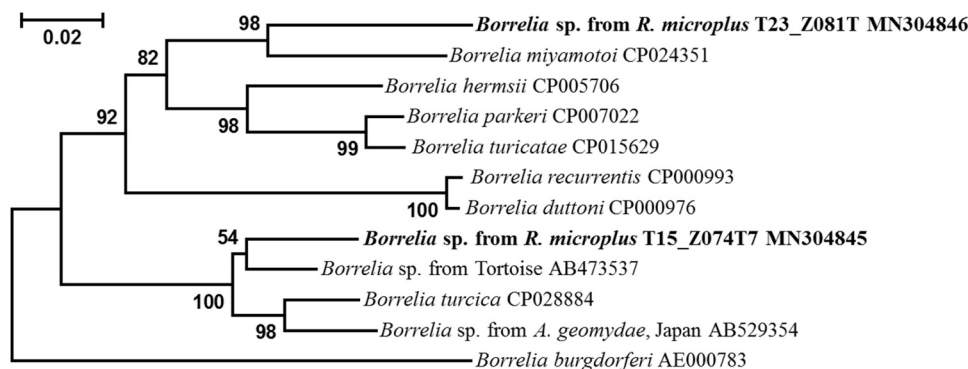 98 Borrelia sp. from R. microplus T23_Z081T MN304846
0.02
Borrelia miyamotoi CP024351
82
Borrelia hermsii CP005706
92
98 Borrelia parkeri CP007022
99 Borrelia turicatae CP015629
Borrelia recurrentis CP000993
100 Borrelia duttoni CP000976
54 Borrelia sp. from R. microplus T15_Z074T7 MN304845
Borrelia sp. from Tortoise AB473537
100 Borrelia turcica CP028884
98 Borrelia sp. from A. geomydae, Japan AB529354
Borrelia burgdorferi AE000783